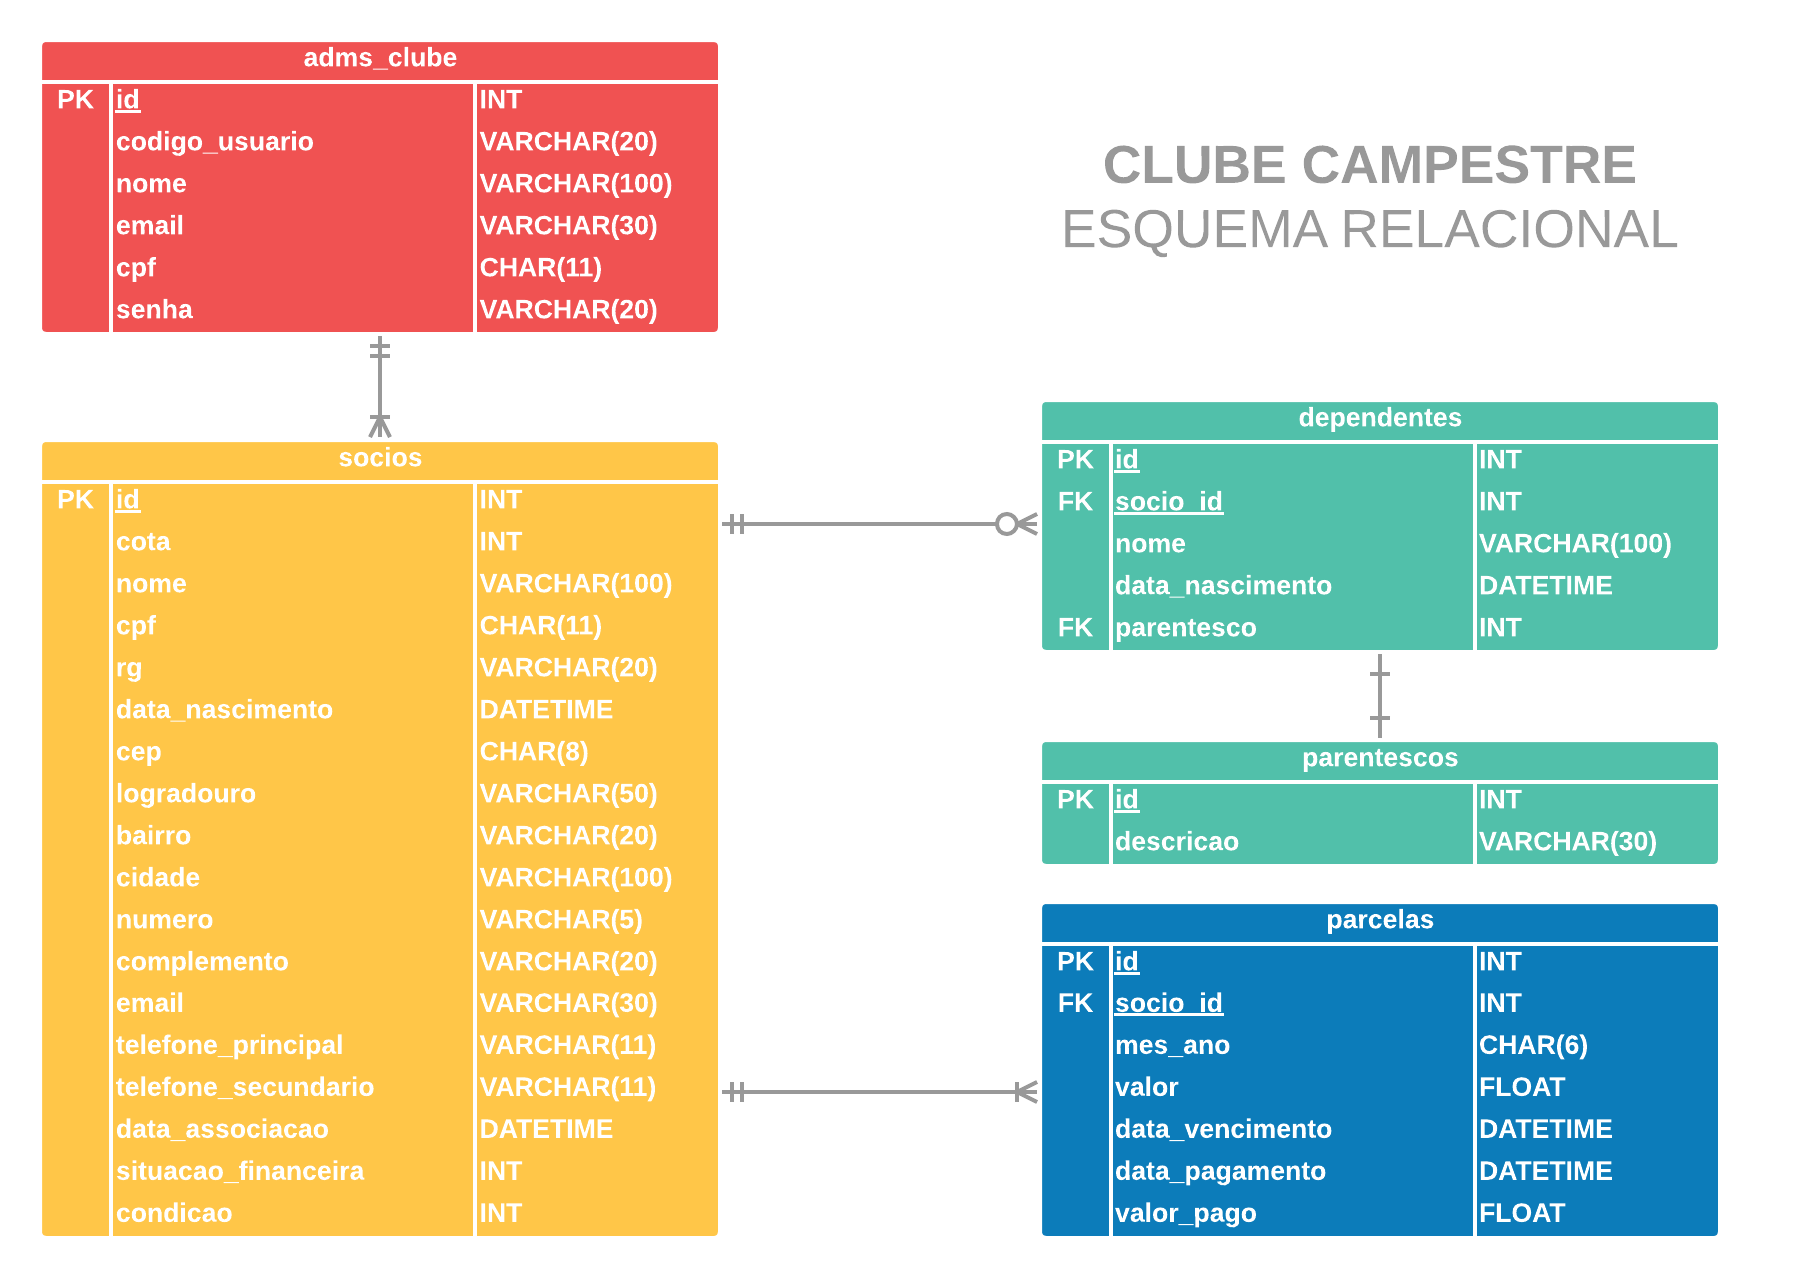 adms_clube
PK id INT
codigo_usuario VARCHAR(20)
nome VARCHAR(100)
email VARCHAR(30)
cpf CHAR(11)
senha VARCHAR(20)
CLUBE CAMPESTRE
ESQUEMA RELACIONAL
socios
PK id INT
cota INT
nome VARCHAR(100)
cpf CHAR(11)
rg VARCHAR(20)
data_nascimento DATETIME
cep CHAR(8)
logradouro VARCHAR(50)
bairro VARCHAR(20)
cidade VARCHAR(100)
numero VARCHAR(5)
complemento VARCHAR(20)
email VARCHAR(30)
telefone_principal VARCHAR(11)
telefone_secundario VARCHAR(11)
data_associacao DATETIME
situacao_financeira INT
condicao INT
dependentes
PK id INT
FK socio_id INT
nome VARCHAR(100)
data_nascimento DATETIME
FK parentesco INT
parentescos
PK id INT
descricao VARCHAR(30)
parcelas
PK id INT
FK socio_id INT
mes_ano CHAR(6)
valor FLOAT
data_vencimento DATETIME
data_pagamento DATETIME
valor_pago FLOAT